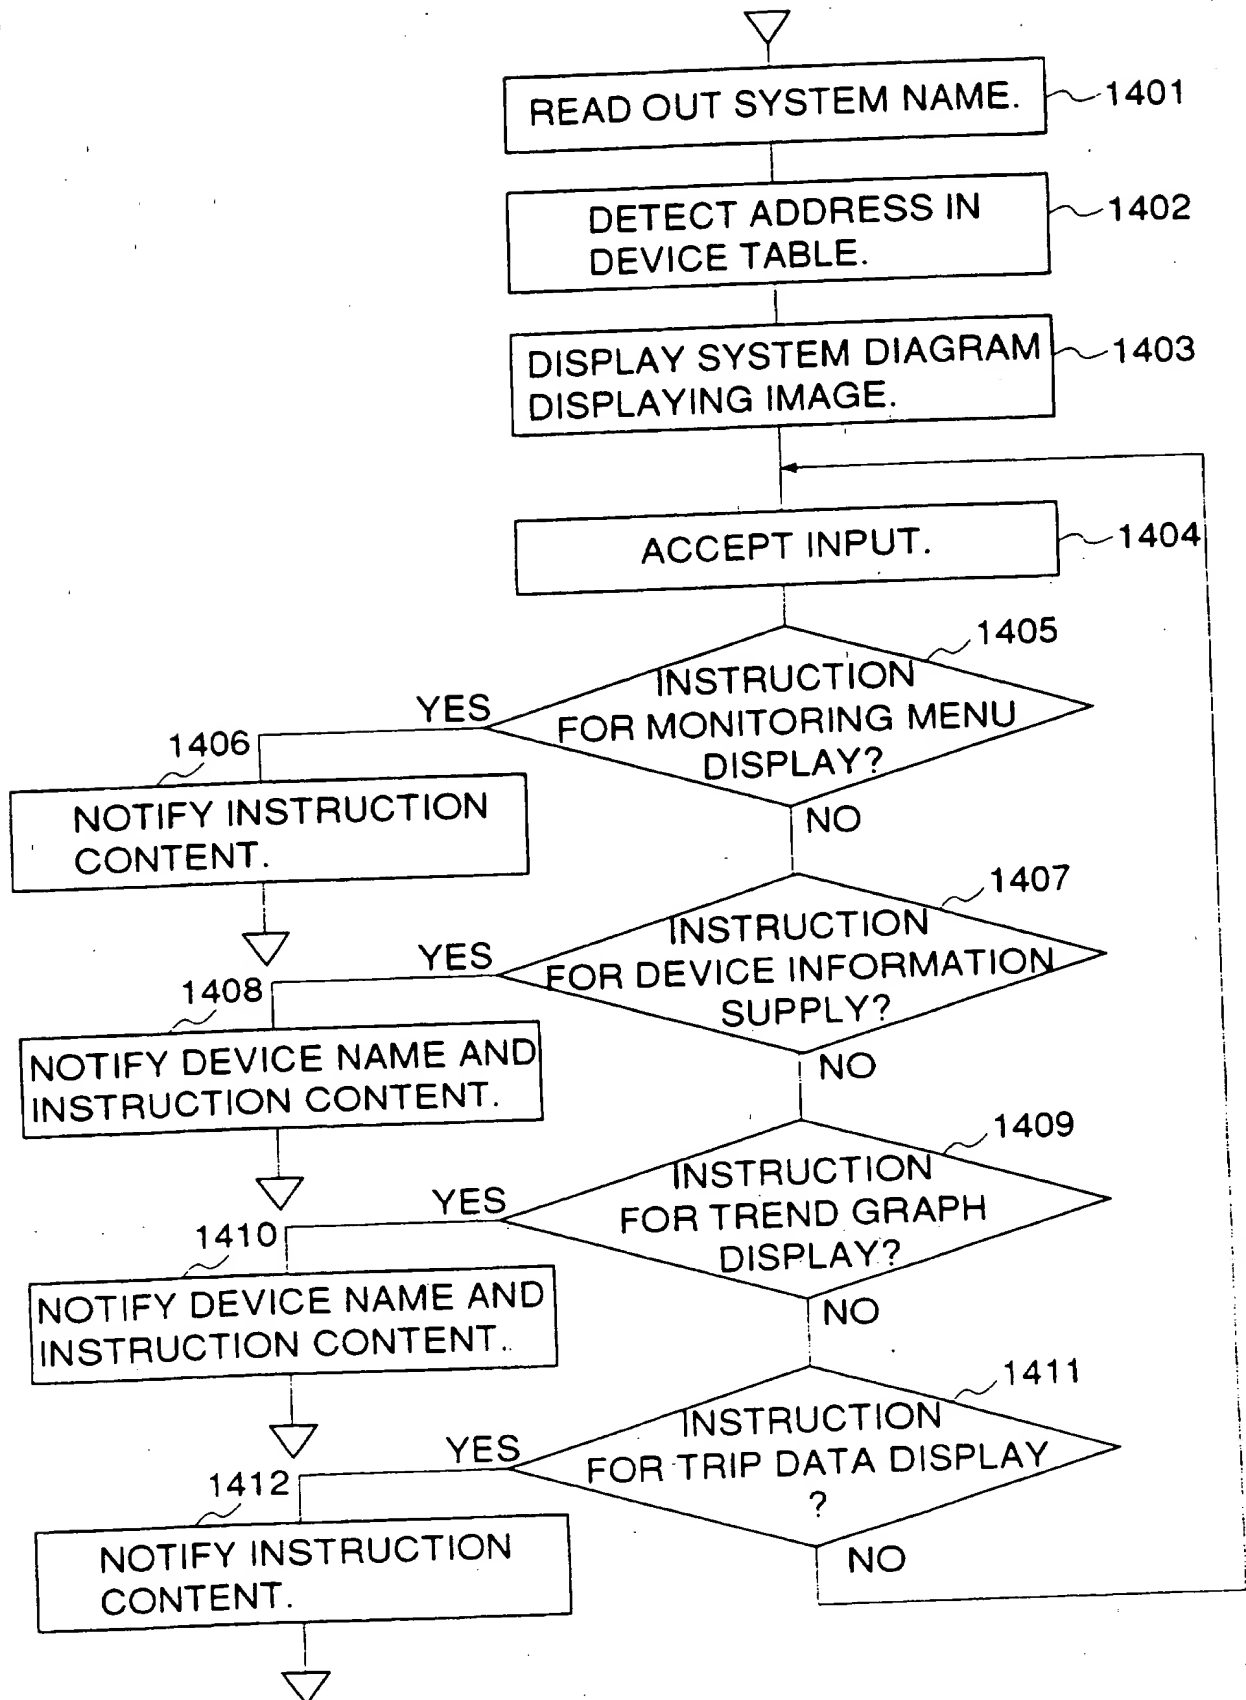 READ OUT SYSTEM NAME.
1401
DETECT ADDRESS IN
DEVICE TABLE.
1402
DISPLAY SYSTEM DIAGRAM
DISPLAYING IMAGE.
1403
ACCEPT INPUT.
1404
1405
INSTRUCTION
FOR MONITORING MENU
DISPLAY?
YES
NO
1406
NOTIFY INSTRUCTION
CONTENT.
1407
INSTRUCTION
FOR DEVICE INFORMATION
SUPPLY?
YES
NO
1408
NOTIFY DEVICE NAME AND
INSTRUCTION CONTENT.
1409
INSTRUCTION
FOR TREND GRAPH
DISPLAY?
YES
NO
1410
NOTIFY DEVICE NAME AND
INSTRUCTION CONTENT.
1411
INSTRUCTION
FOR TRIP DATA DISPLAY
?
YES
NO
1412
NOTIFY INSTRUCTION
CONTENT.